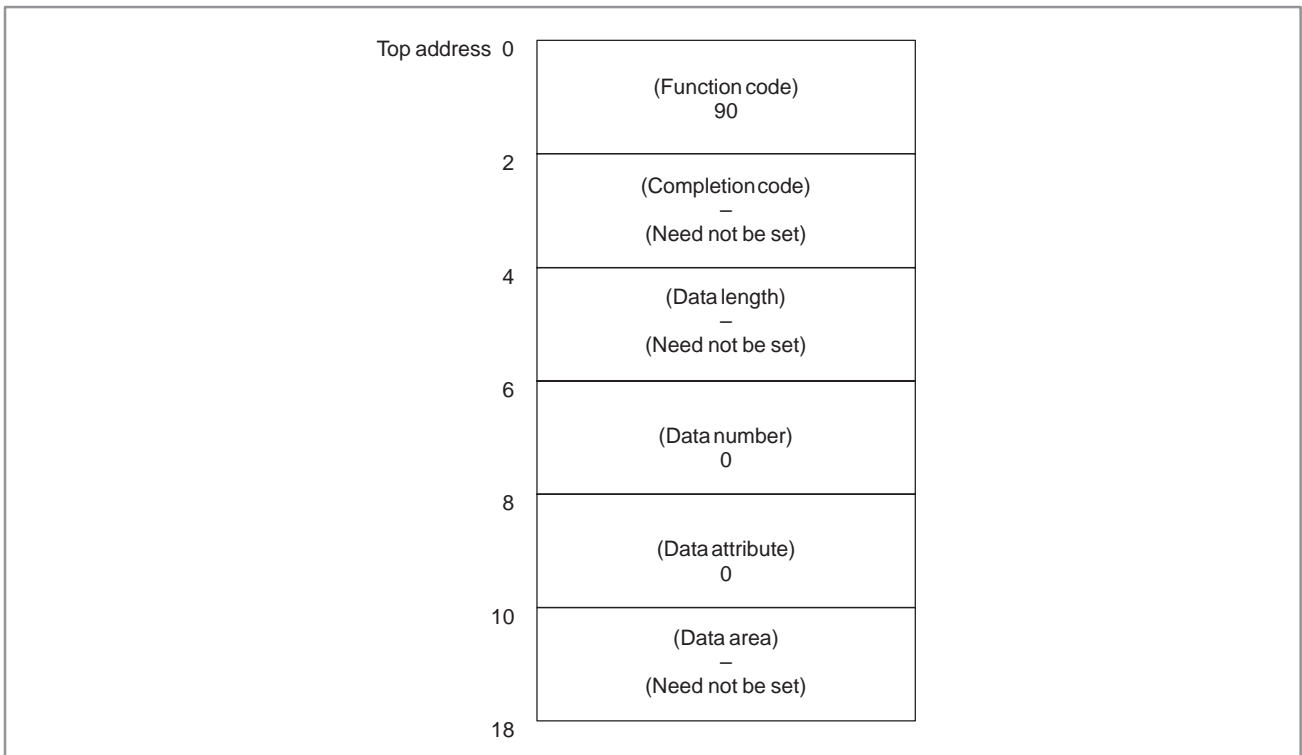 Top address 0
(Function code)
90
2
(Completion code)
–
(Need not be set)
4
(Data length)
–
(Need not be set)
6
(Data number)
0
8
(Data attribute)
0
10
(Data area)
–
(Need not be set)
18